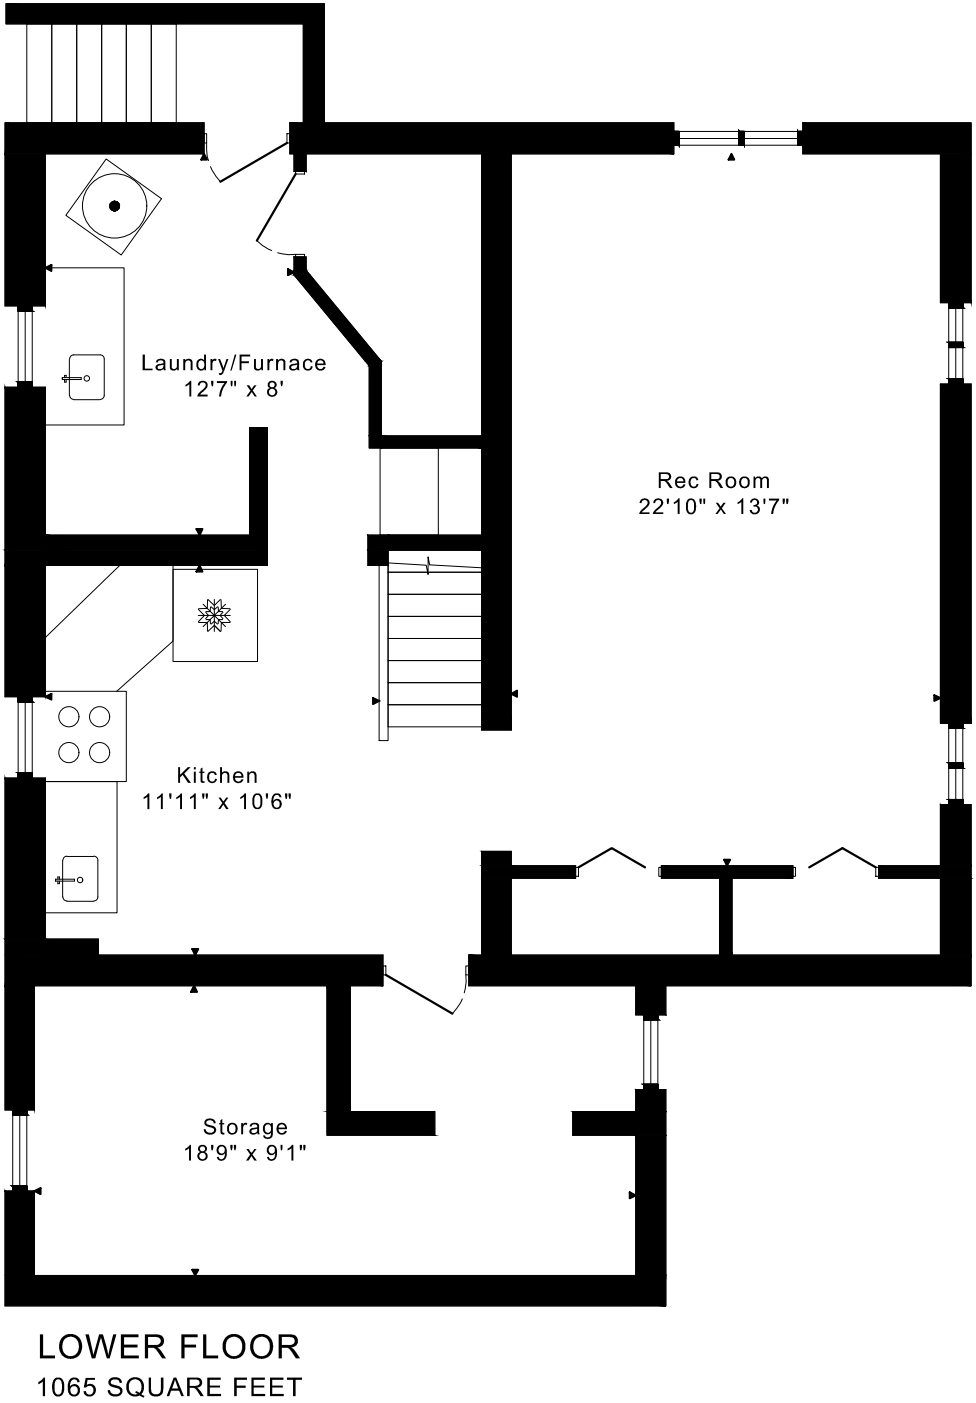 Laundry/Furnace
12'7" x 8'
Rec Room
22'10" x 13'7"
Kitchen
11'11" x 10'6"
Storage
18'9" x 9'1"
LOWER FLOOR
1065 SQUARE FEET